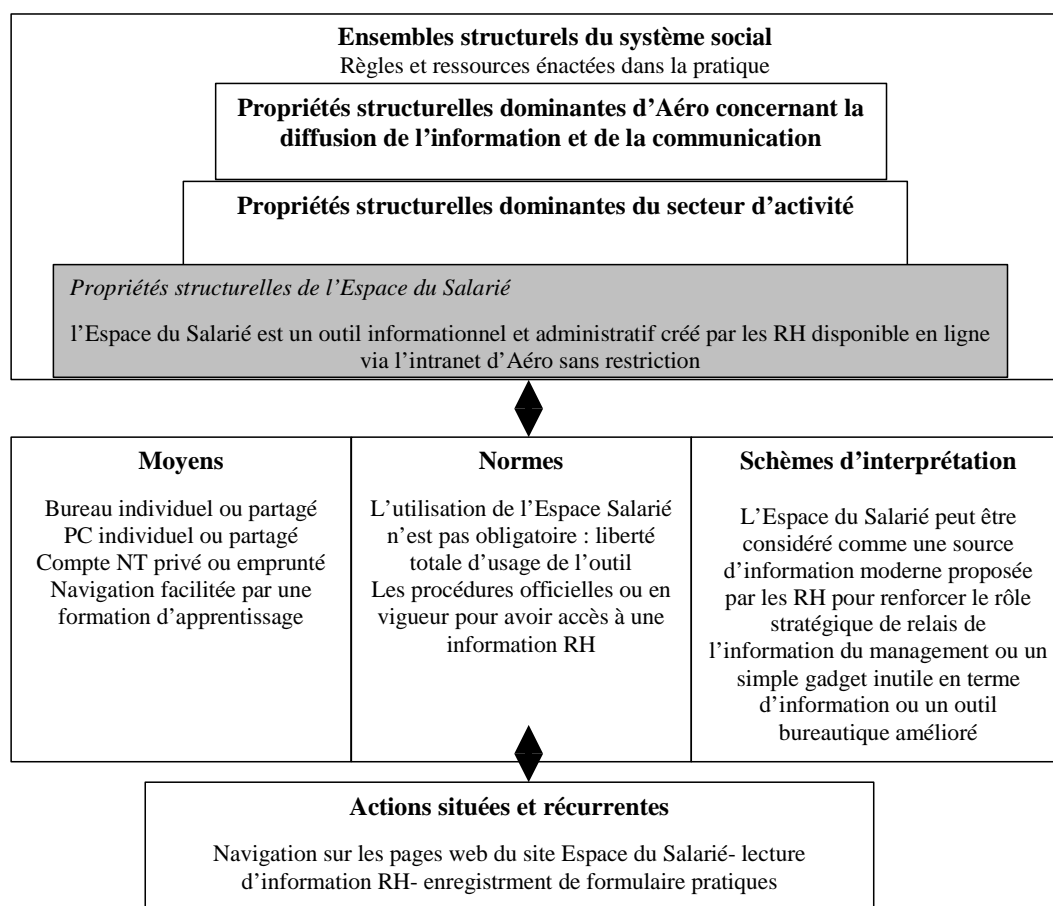 Ensembles structurels du système social
Règles et ressources énactées dans la pratique
Propriétés structurelles dominantes d'Aéro concernant la
diffusion de l'information et de la communication
Propriétés structurelles dominantes du secteur d'activité
Propriétés structurelles de l'Espace du Salarié
l'Espace du Salarié est un outil informationnel et administratif créé par les RH disponible en ligne
via l'intranet d'Aéro sans restriction
Moyens
Bureau individuel ou partagé
PC individuel ou partagé
Compte NT privé ou emprunté
Navigation facilitée par une
formation d'apprentissage
Normes
L'utilisation de l'Espace Salarié
n'est pas obligatoire : liberté
totale d'usage de l'outil
Les procédures officielles ou en
vigueur pour avoir accès à une
information RH
Schèmes d'interprétation
L'Espace du Salarié peut être
considéré comme une source
d'information moderne proposée
par les RH pour renforcer le rôle
stratégique de relais de
l'information du management ou un
simple gadget inutile en terme
d'information ou un outil
bureautique amélioré
Actions situées et récurrentes
Navigation sur les pages web du site Espace du Salarié- lecture
d'information RH- enregistrment de formulaire pratiques